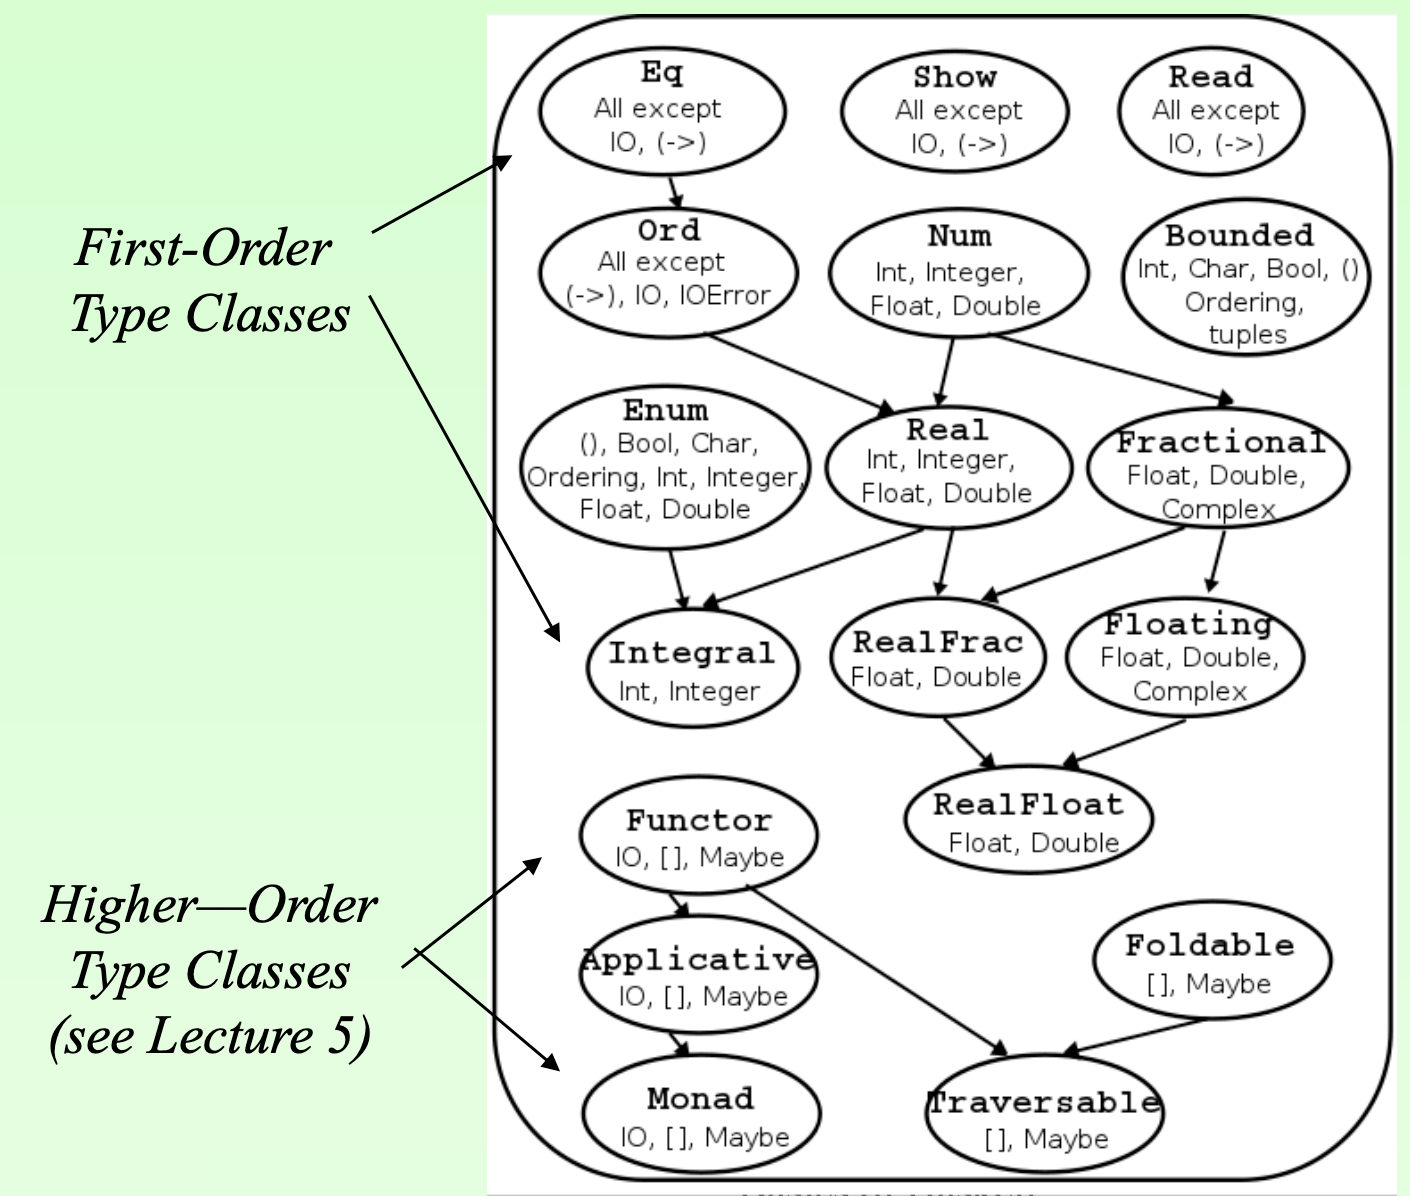 Eq
All except
IO, (->)
Show
All except
IO, (->)
Read
All except
IO, (->)
First-Order
Type Classes
Ord
All except
(->), IO, IOError
Num
Int, Integer,
Float, Double
Bounded
Int, Char, Bool, ()
Ordering,
tuples
Enum
(), Bool, Char,
Ordering, Int, Integer,
Float, Double
Real
Int, Integer,
Float, Double
Fractional
Float, Double,
Complex
Integral
Int, Integer
RealFrac
Float, Double
Floating
Float, Double,
Complex
RealFloat
Float, Double
Higher—Order
Type Classes
(see Lecture 5)
Functor
IO, [], Maybe
Applicative
IO, [], Maybe
Foldable
[], Maybe
Monad
IO, [], Maybe
Traversable
[], Maybe